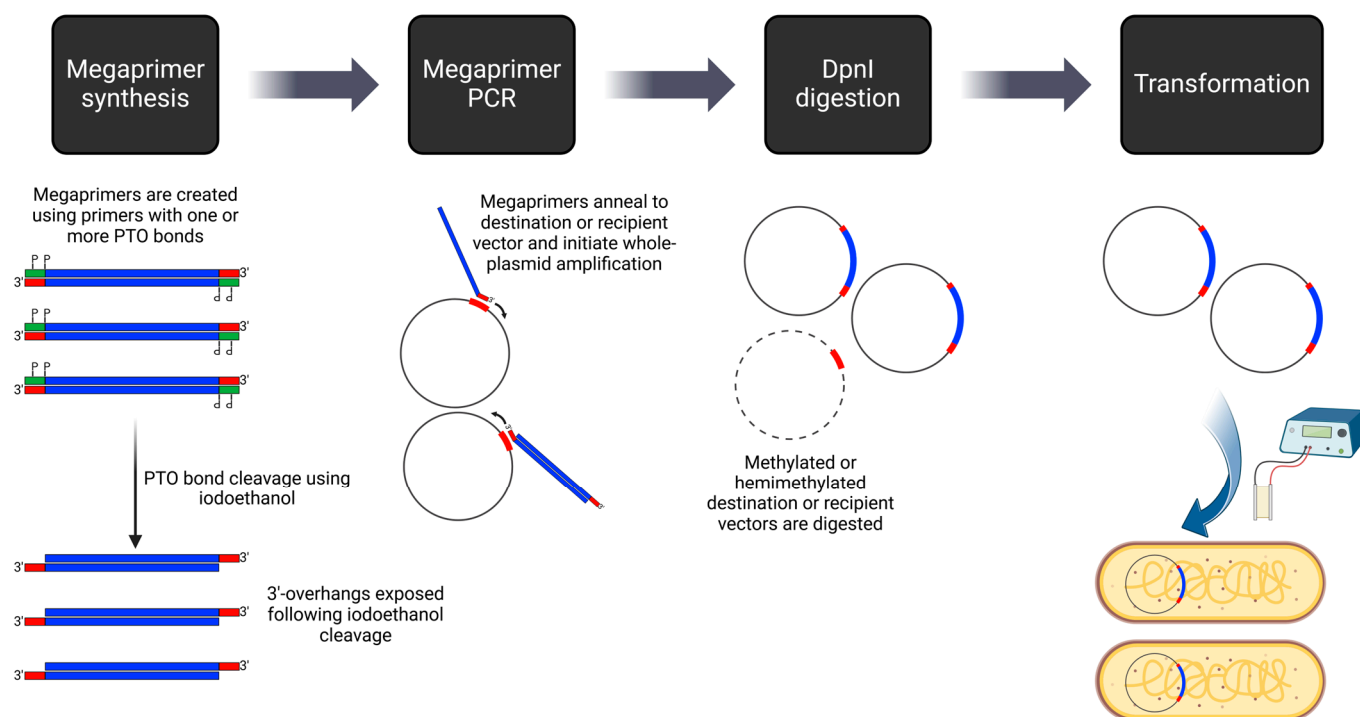 Megaprimer
synthesis
Megaprimer
PCR
DpnI
digestion
Transformation
Megaprimers are created
using primers with one or
more PTO bonds
P P
3'
3'
P P
P P
3'
3'
P P
P P
3'
3'
P P
PTO bond cleavage using
iodoethanol
3'
3'
3'
3'
3'
3'
3'-overhangs exposed
following iodoethanol
cleavage
Megaprimers anneal to
destination or recipient
vector and initiate whole-
plasmid amplification
3'
3'
3'
Methylated or
hemimethylated
destination or recipient
vectors are digested